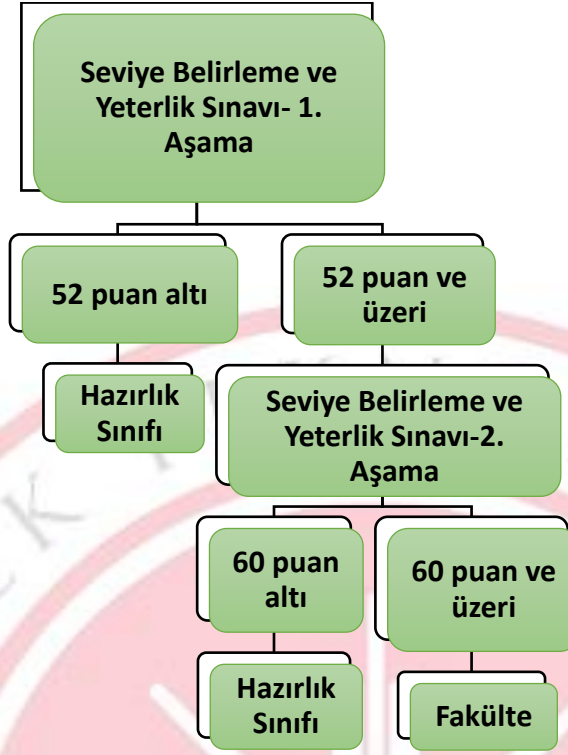 Seviye Belirleme ve
Yeterlik Sınavı- 1.
Aşama
52 puan altı
52 puan ve
üzeri
Hazırlık
Sınıfı
Seviye Belirleme ve
Yeterlik Sınavı-2.
Aşama
60 puan
altı
60 puan ve
üzeri
Hazırlık
Sınıfı
Fakülte